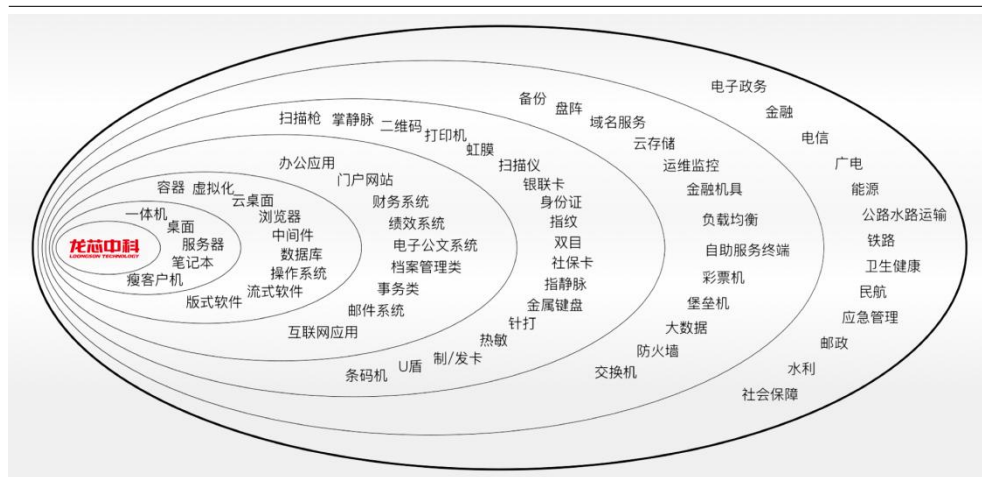 龙芯中科
LOONGSON TECHNOLOGY
一体机
桌面
服务器
笔记本
瘦客户机
容器
虚拟化
云桌面
浏览器
中间件
数据库
操作系统
流式软件
版式软件
办公应用
门户网站
财务系统
绩效系统
电子公文系统
档案管理类
事务类
邮件系统
互联网应用
扫描枪
掌静脉
二维码
打印机
虹膜
扫描仪
银联卡
身份证
指纹
双目
社保卡
指静脉
金属键盘
针打
热敏
制/发卡
U盾
条码机
备份
盘阵
域名服务
云存储
运维监控
金融机具
负载均衡
自助服务终端
彩票机
堡垒机
大数据
防火墙
交换机
电子政务
金融
电信
广电
能源
公路水路运输
铁路
卫生健康
民航
应急管理
邮政
水利
社会保障